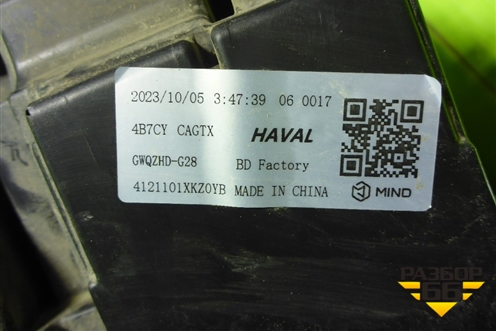 2023/10/05 3:47:39 06 0017
4B7CY CAGTX HAVAL
GWQZHD-G28 BD Factory
4121101XKZ0YB MADE IN CHINA MIND
РАЗБОР
66